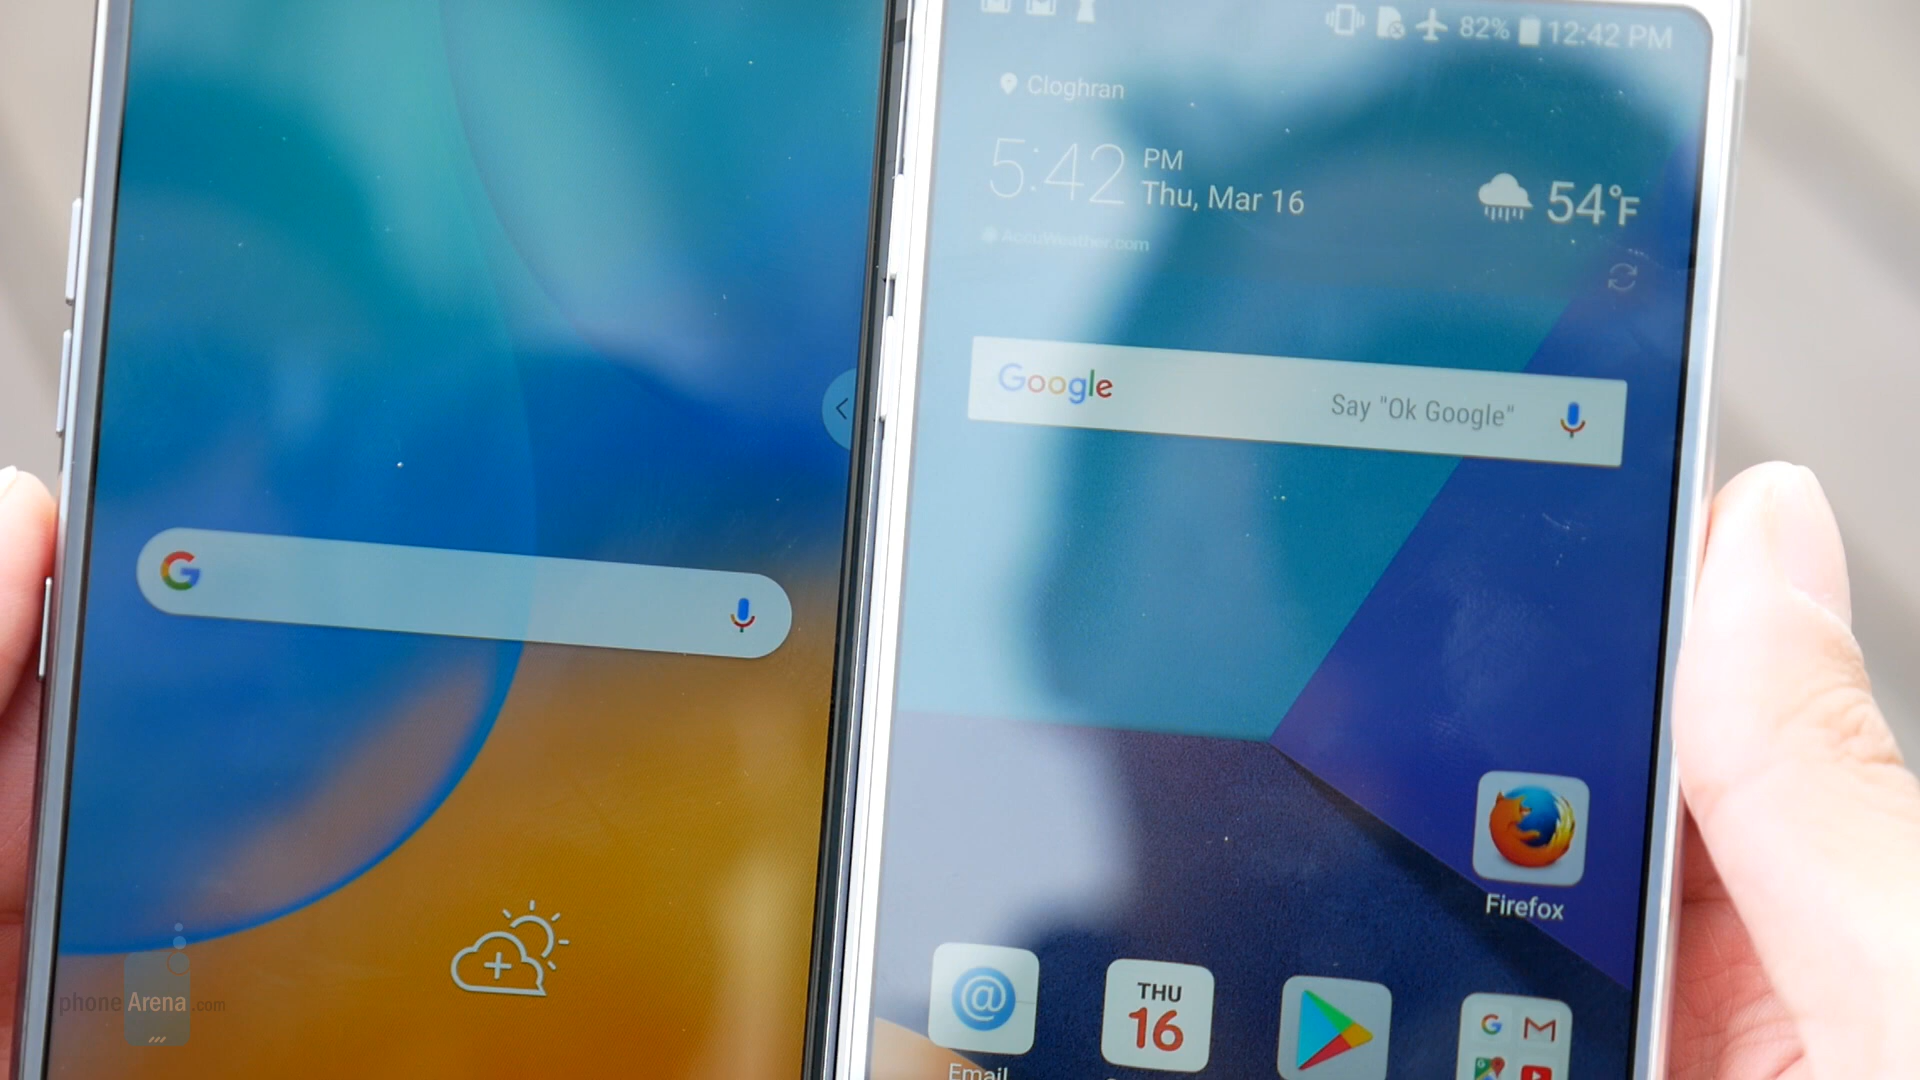 82% 12:42 PM
Cloghran
5:42 PM
Thu, Mar 16
54°F
AccuWeather.com
Google Say "Ok Google"
G
Firefox
THU
16
G M
Email
phoneArena.com